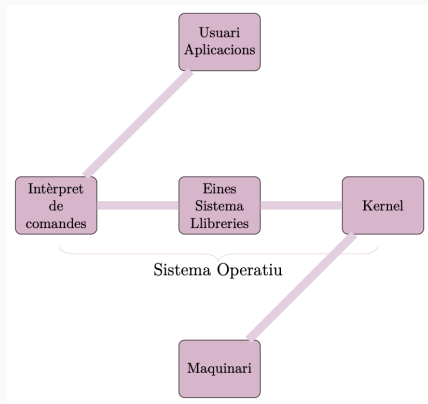 Usuari
Aplicacions
Intèrpret
de
comandes
Eines
Sistema
Llibreries
Kernel
Sistema Operatiu
Maquinari